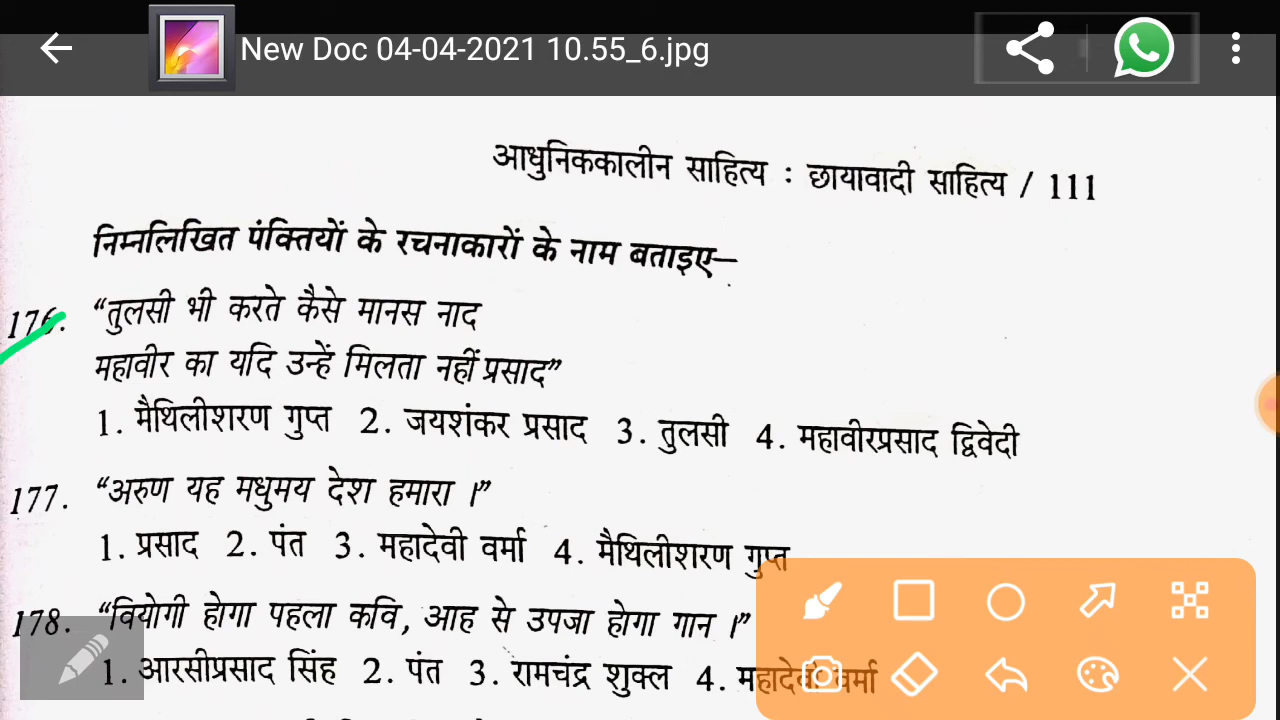 New Doc 04-04-2021 10.55_6.jpg
आधुनिककालीन साहित्य : छायावादी साहित्य / 111
निम्नलिखित पंक्तियों के रचनाकारों के नाम बताइए–
176. “तुलसी भी करते कैसे मानस नाद
महावीर का यदि उन्हें मिलता नहीं प्रसाद”
1. मैथिलीशरण गुप्त 2. जयशंकर प्रसाद 3. तुलसी 4. महावीरप्रसाद द्विवेदी
177. “अरुण यह मधुमय देश हमारा ।”
1. प्रसाद 2. पंत 3. महादेवी वर्मा 4. मैथिलीशरण गुप्त
178. “वियोगी होगा पहला कवि, आह से उपजा होगा गान ।”
1. आरसीप्रसाद सिंह 2. पंत 3. रामचंद्र शुक्ल 4. महादेवी वर्मा